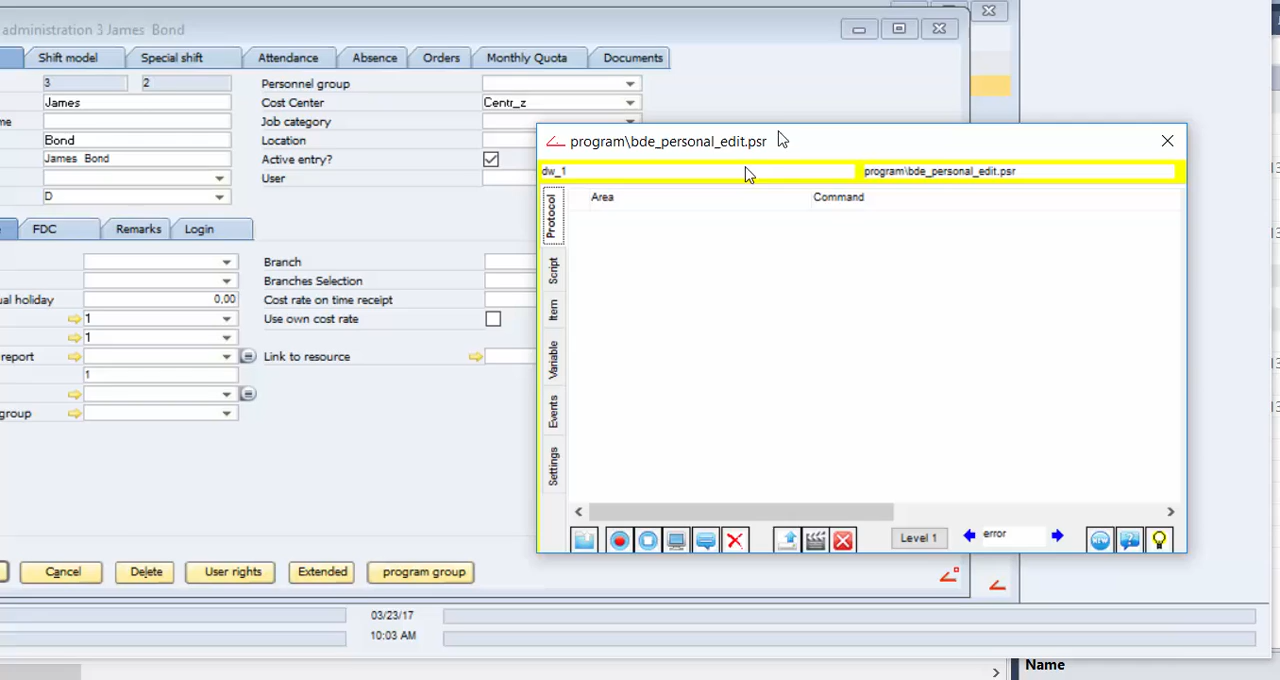 administration 3 James Bond
Shift model Special shift Attendance Absence Orders Monthly Quota Documents
3 2 Personnel group
James Cost Center Centr_z
me Job category
Bond Location
James Bond Active entry?
User
D
FDC Remarks Login
Branch
Branches Selection
ual holiday 0,00 Cost rate on time receipt
1 Use own cost rate
1
report Link to resource
1
group
Cancel Delete User rights Extended program group
03/23/17
10:03 AM
program\bde_personal_edit.psr
dw_1 program\bde_personal_edit.psr
Area Command
Protocol
Script
Item
Variable
Events
Settings
Level 1 error
Name